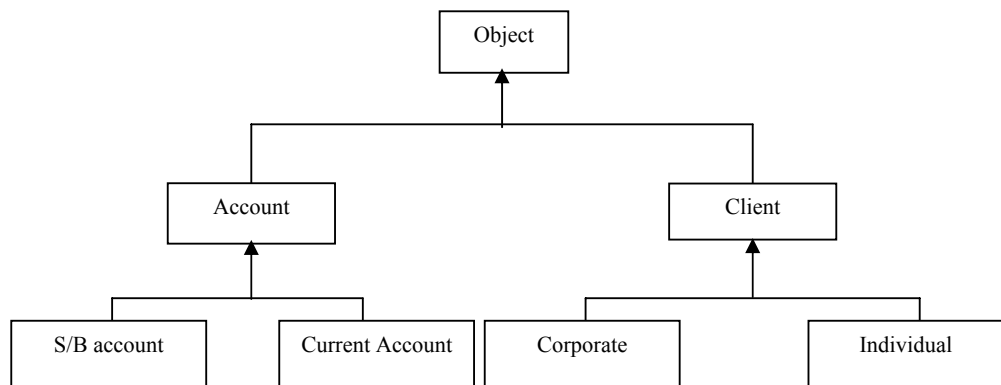 Object
Account
Client
S/B account
Current Account
Corporate
Individual